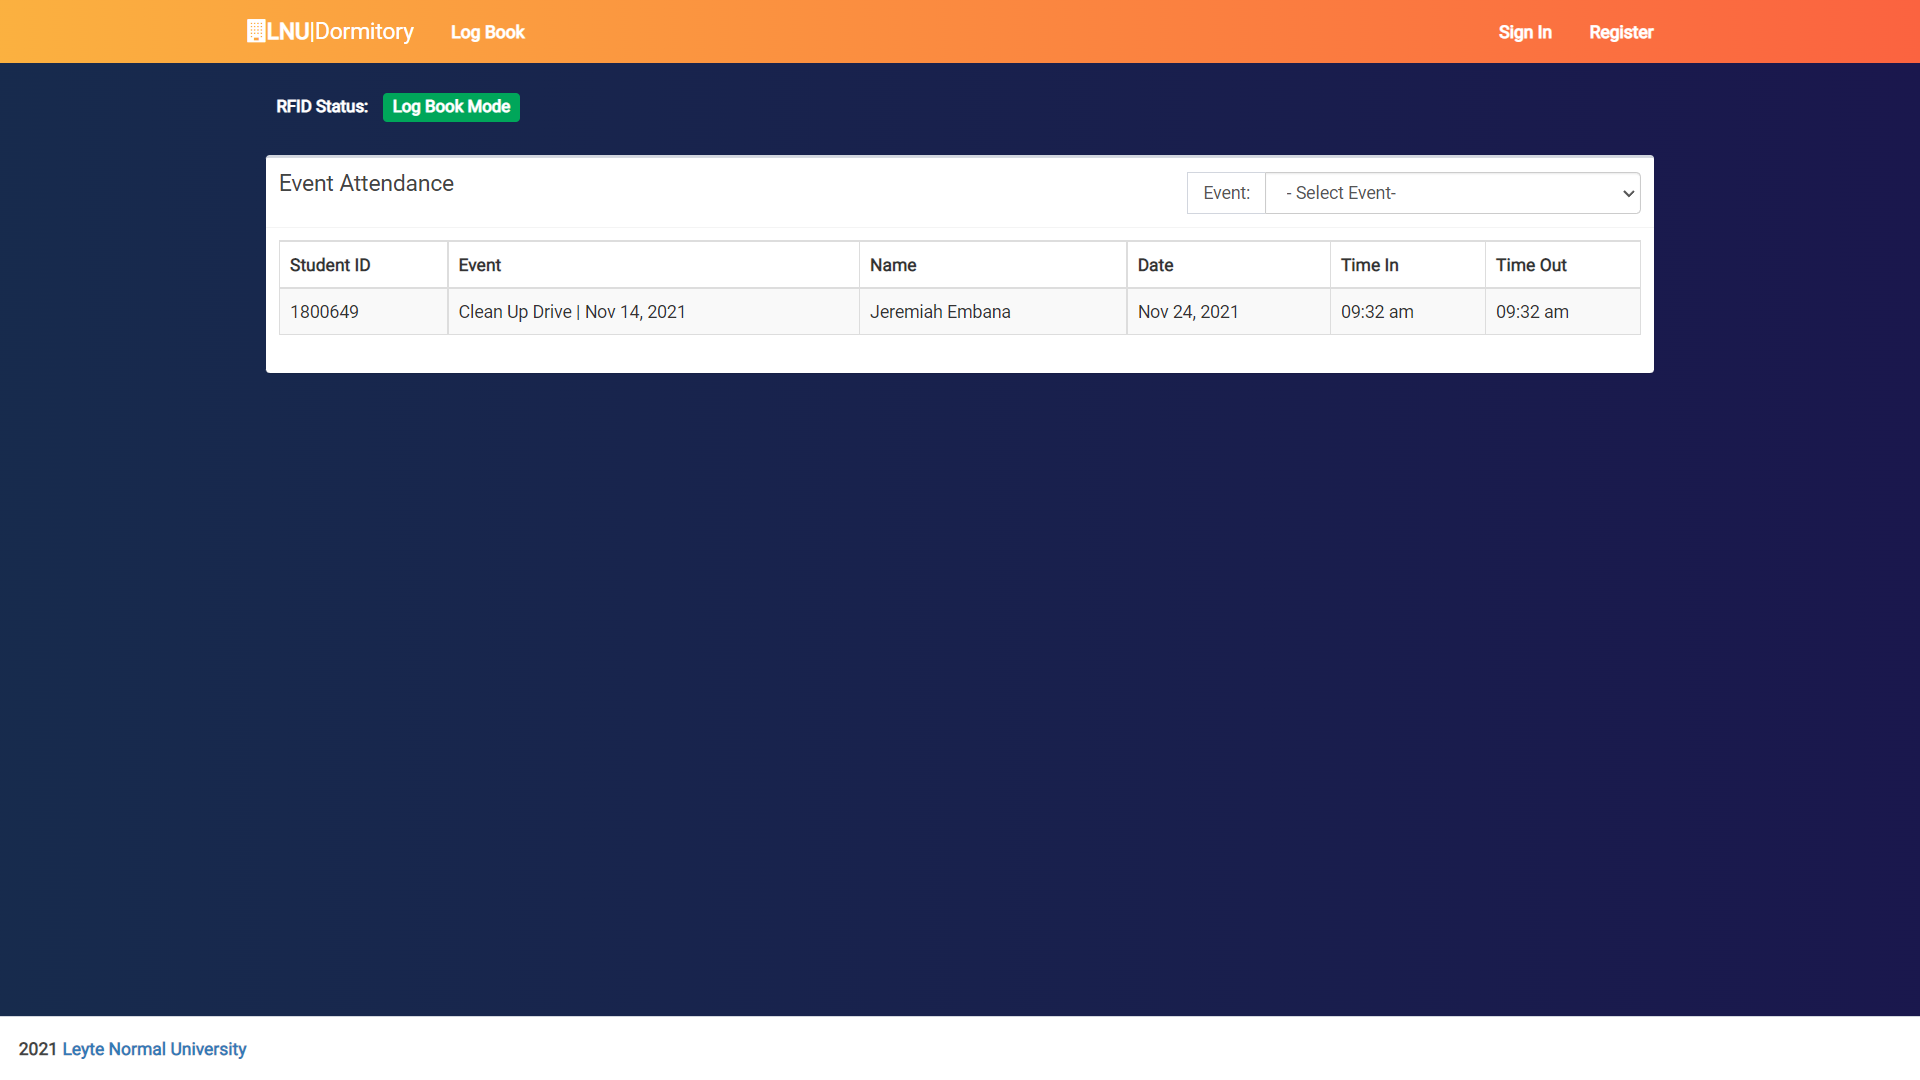 LNU|Dormitory Log Book Sign In Register
RFID Status: Log Book Mode
Event Attendance
Event: - Select Event-
Student ID Event Name Date Time In Time Out
1800649 Clean Up Drive | Nov 14, 2021 Jeremiah Embana Nov 24, 2021 09:32 am 09:32 am
2021 Leyte Normal University